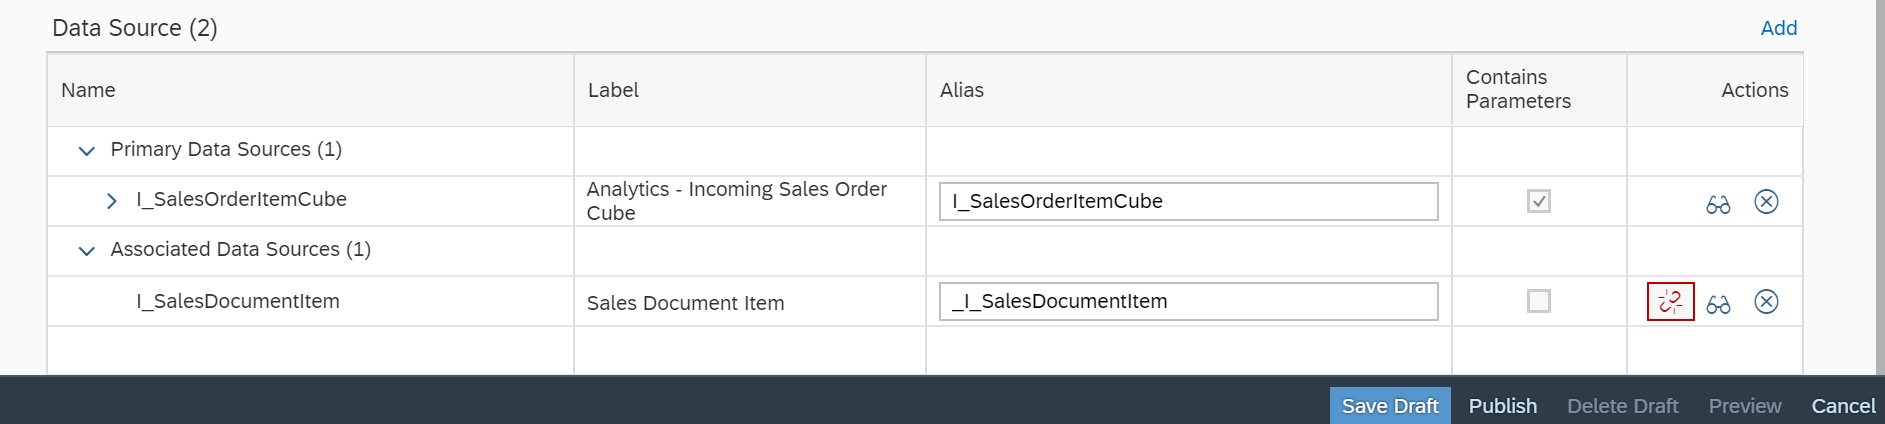 Data Source (2)
Add
Name
Label
Alias
Contains
Parameters
Actions
Primary Data Sources (1)
I_SalesOrderItemCube
Analytics - Incoming Sales Order
Cube
I_SalesOrderItemCube
Associated Data Sources (1)
I_SalesDocumentItem
Sales Document Item
_I_SalesDocumentItem
Save Draft
Publish
Delete Draft
Preview
Cancel